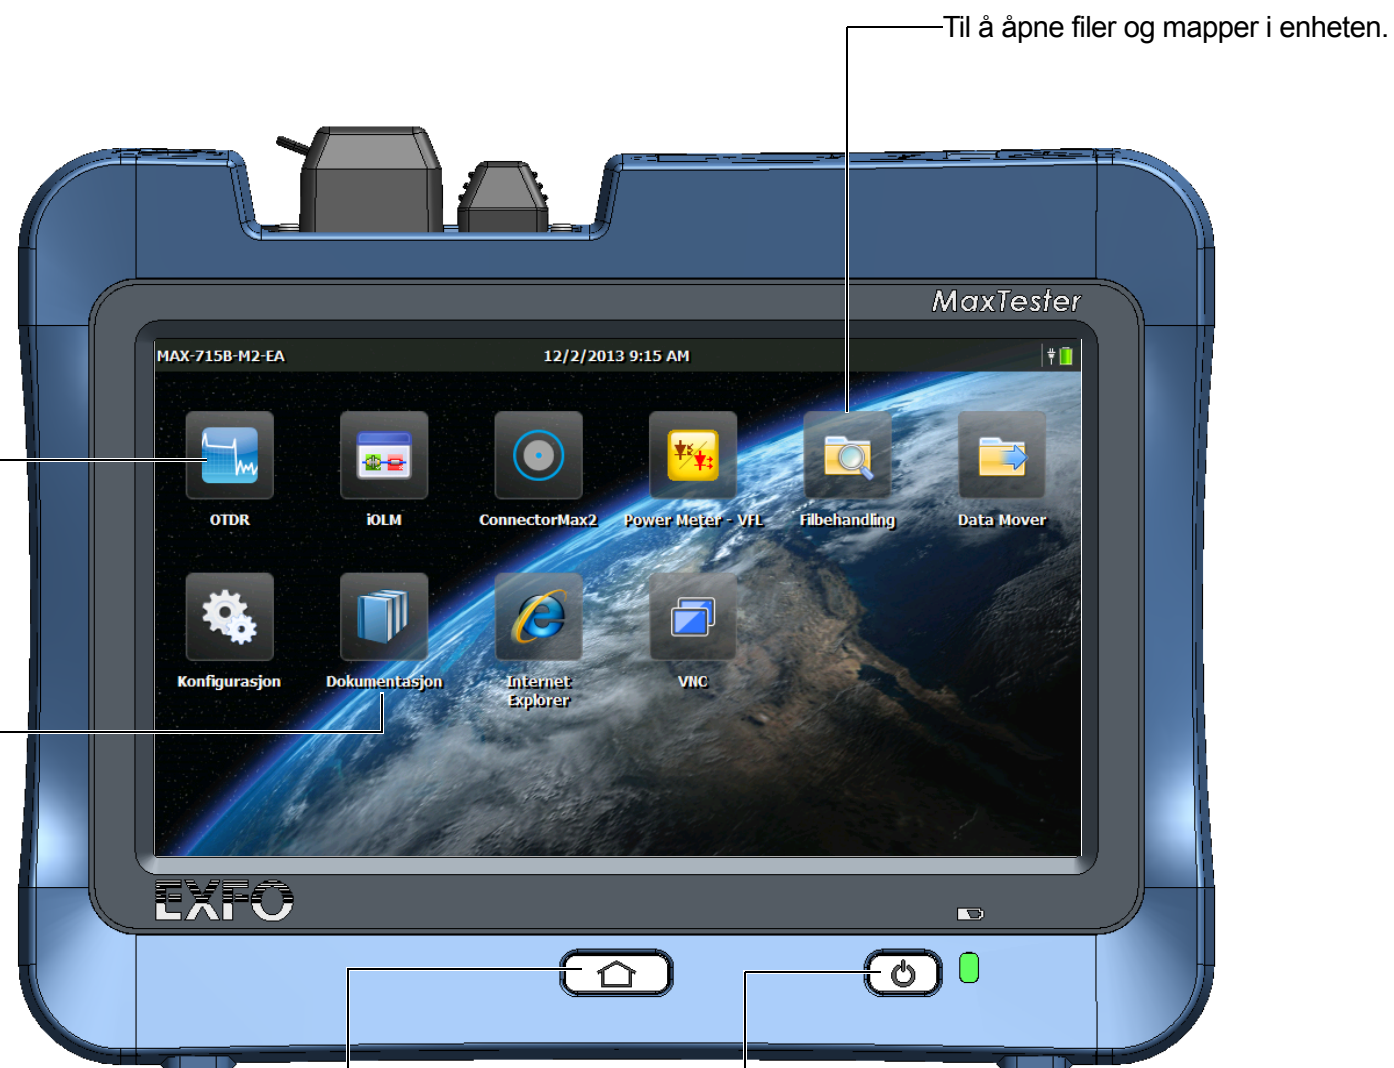 Til å åpne filer og mapper i enheten.
MaxTester
MAX-715B-M2-EA 12/2/2013 9:15 AM
OTDR iOLM ConnectorMax2 Power Meter - VFL Filbehandling Data Mover
Konfigurasjon Dokumentasjon Internet Explorer VNC
EXFO